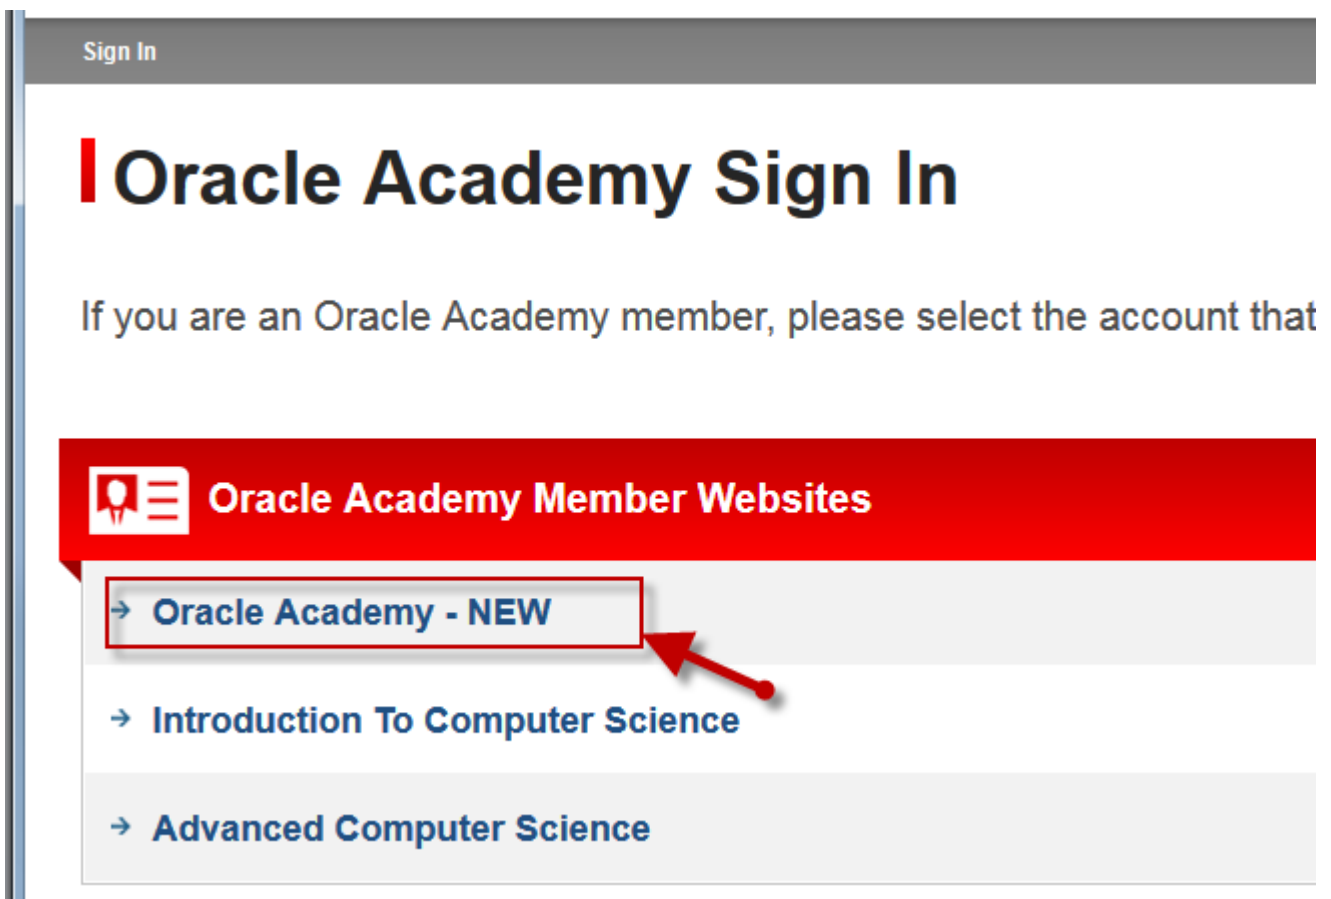 Sign In
Oracle Academy Sign In
If you are an Oracle Academy member, please select the account that
Oracle Academy Member Websites
Oracle Academy - NEW
Introduction To Computer Science
Advanced Computer Science